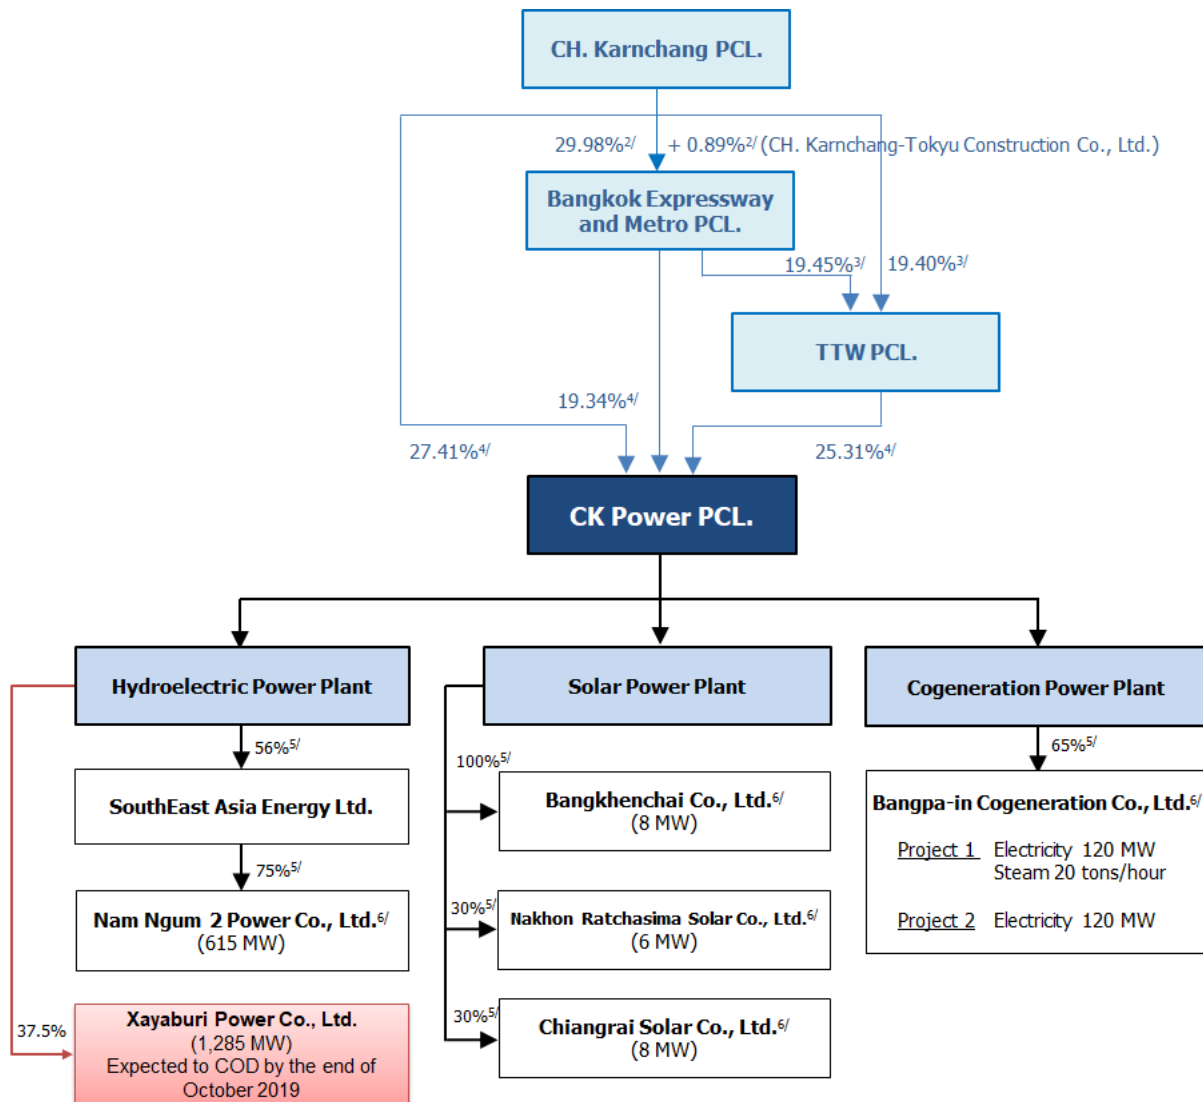 CH. Karnchang PCL.
29.98%2/ + 0.89%2/ (CH. Karnchang-Tokyu Construction Co., Ltd.)
Bangkok Expressway
and Metro PCL.
19.45%3/ 19.40%3/
TTW PCL.
19.34%4/
27.41%4/ 25.31%4/
CK Power PCL.
Hydroelectric Power Plant
Solar Power Plant
Cogeneration Power Plant
56%5/
SouthEast Asia Energy Ltd.
75%5/
Nam Ngum 2 Power Co., Ltd.6/
(615 MW)
37.5%
Xayaburi Power Co., Ltd.
(1,285 MW)
Expected to COD by the end of
October 2019
100%5/
Bangkhenchai Co., Ltd.6/
(8 MW)
30%5/
Nakhon Ratchasima Solar Co., Ltd.6/
(6 MW)
30%5/
Chiangrai Solar Co., Ltd.6/
(8 MW)
65%5/
Bangpa-in Cogeneration Co., Ltd.6/
Project 1 Electricity 120 MW
Steam 20 tons/hour
Project 2 Electricity 120 MW